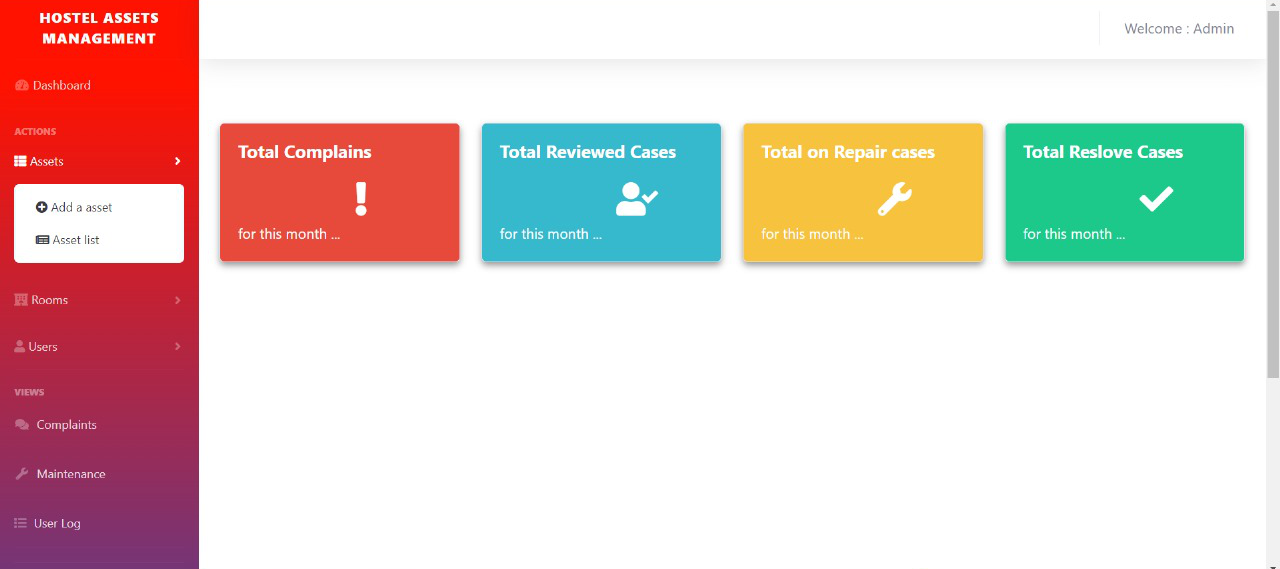 HOSTEL ASSETS
MANAGEMENT
Welcome : Admin
Dashboard
ACTIONS
Assets
Add a asset
Asset list
Rooms
Users
VIEWS
Complaints
Maintenance
User Log
Total Complains
for this month ...
Total Reviewed Cases
for this month ...
Total on Repair cases
for this month ...
Total Reslove Cases
for this month ...